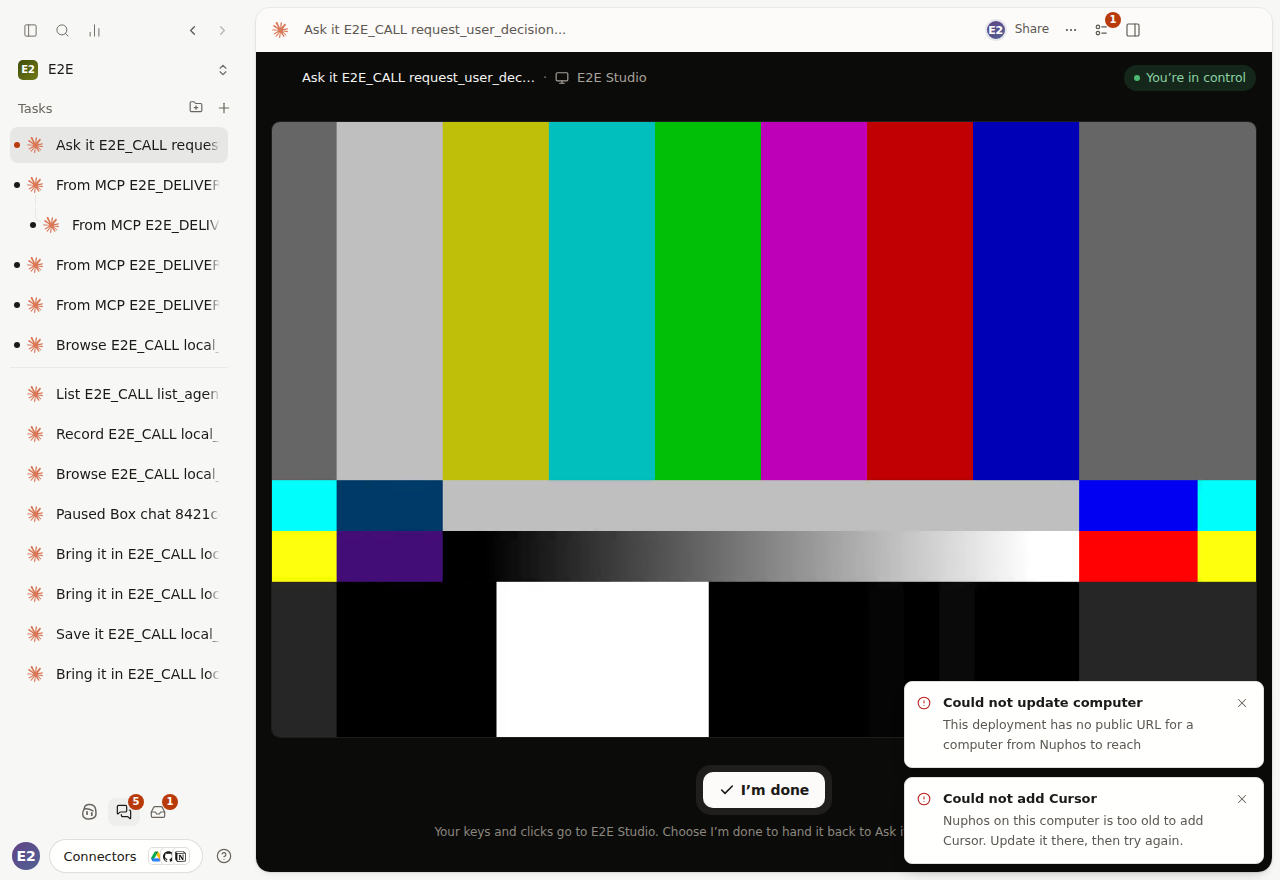 Ask it E2E_CALL request_user_decision...
E2
Share
1
E2
E2E
Tasks
Ask it E2E_CALL reques
From MCP E2E_DELIVER
From MCP E2E_DELIV
From MCP E2E_DELIVER
From MCP E2E_DELIVER
Browse E2E_CALL local_
List E2E_CALL list_agen
Record E2E_CALL local_
Browse E2E_CALL local_
Paused Box chat 8421c
Bring it in E2E_CALL loc
Bring it in E2E_CALL loc
Save it E2E_CALL local_
Bring it in E2E_CALL loc
5
1
E2
Connectors
Ask it E2E_CALL request_user_dec... · E2E Studio
You're in control
I'm done
Your keys and clicks go to E2E Studio. Choose I'm done to hand it back to Ask i
Could not update computer
This deployment has no public URL for a
computer from Nuphos to reach
Could not add Cursor
Nuphos on this computer is too old to add
Cursor. Update it there, then try again.